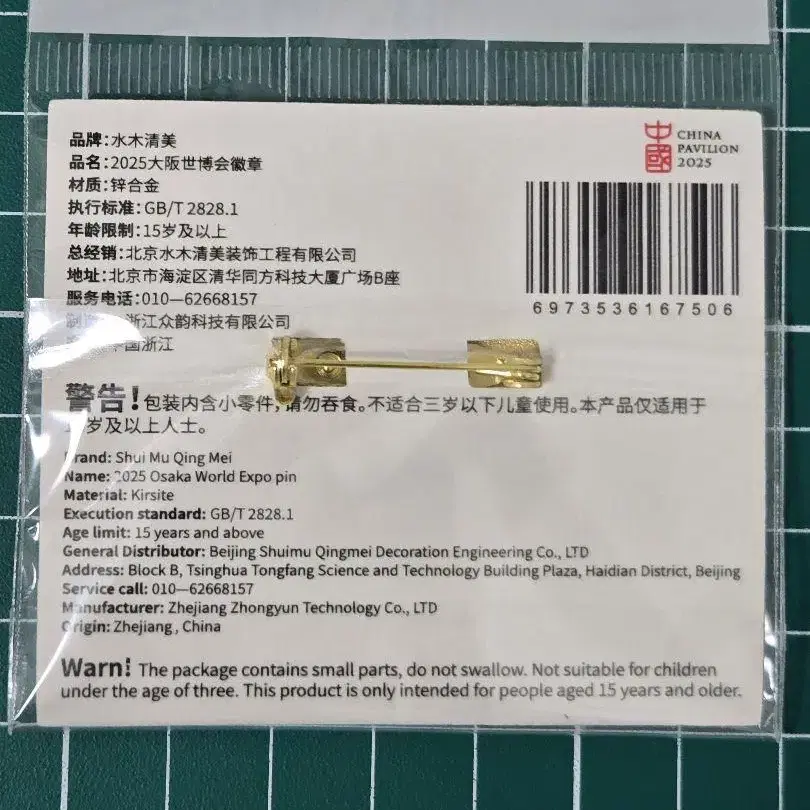 品牌：水木清美
品名：2025大阪世博会徽章
材质：锌合金
执行标准：GB/T 2828.1
年龄限制：15岁及以上
总经销：北京水木清美装饰工程有限公司
地址：北京市海淀区清华同方科技大厦广场B座
服务电话：010—62668157
浙江众韵科技有限公司
中国浙江
中國
CHINA
PAVILION
2025
6973536167506
警告！包装内含小零件，请勿吞食。不适合三岁以下儿童使用。本产品仅适用于
岁及以上人士。
Brand: Shui Mu Qing Mei
Name: 2025 Osaka World Expo pin
Material: Kirsite
Execution standard: GB/T 2828.1
Age limit: 15 years and above
General Distributor: Beijing Shuimu Qingmei Decoration Engineering Co., LTD
Address: Block B, Tsinghua Tongfang Science and Technology Building Plaza, Haidian District, Beijing
Service call: 010—62668157
Manufacturer: Zhejiang Zhongyun Technology Co., LTD
Origin: Zhejiang, China
Warn! The package contains small parts, do not swallow. Not suitable for children
under the age of three. This product is only intended for people aged 15 years and older.